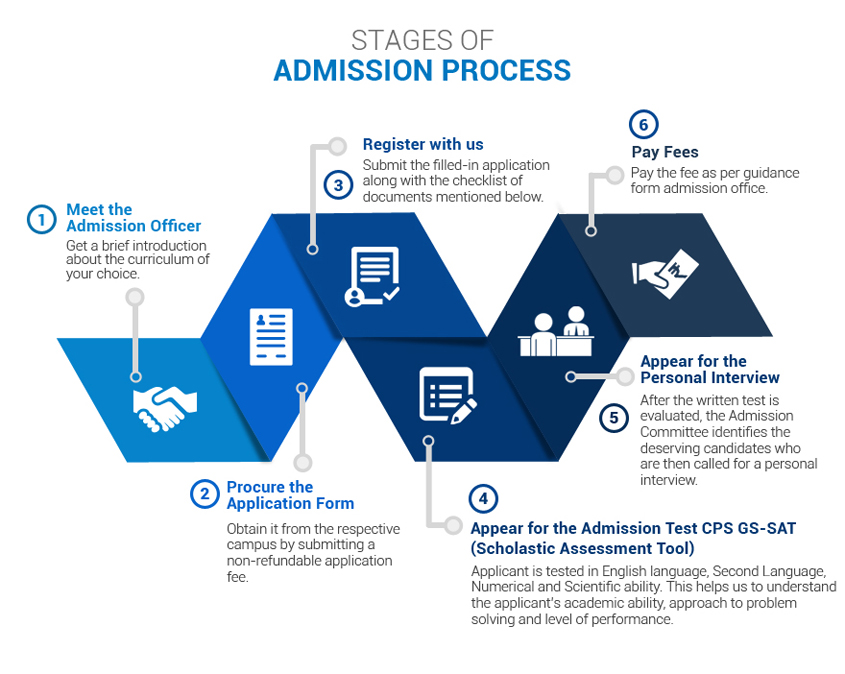 STAGES OF
ADMISSION PROCESS
1
Meet the
Admission Officer
Get a brief introduction
about the curriculum of
your choice.
2
Procure the
Application Form
Obtain it from the respective
campus by submitting a
non-refundable application
fee.
3
Register with us
Submit the filled-in application
along with the checklist of
documents mentioned below.
4
Appear for the Admission Test CPS GS-SAT
(Scholastic Assessment Tool)
Applicant is tested in English language, Second Language,
Numerical and Scientific ability. This helps us to understand
the applicant's academic ability, approach to problem
solving and level of performance.
5
Appear for the
Personal Interview
After the written test is
evaluated, the Admission
Committee identifies the
deserving candidates who
are then called for a personal
interview.
6
Pay Fees
Pay the fee as per guidance
form admission office.
₹